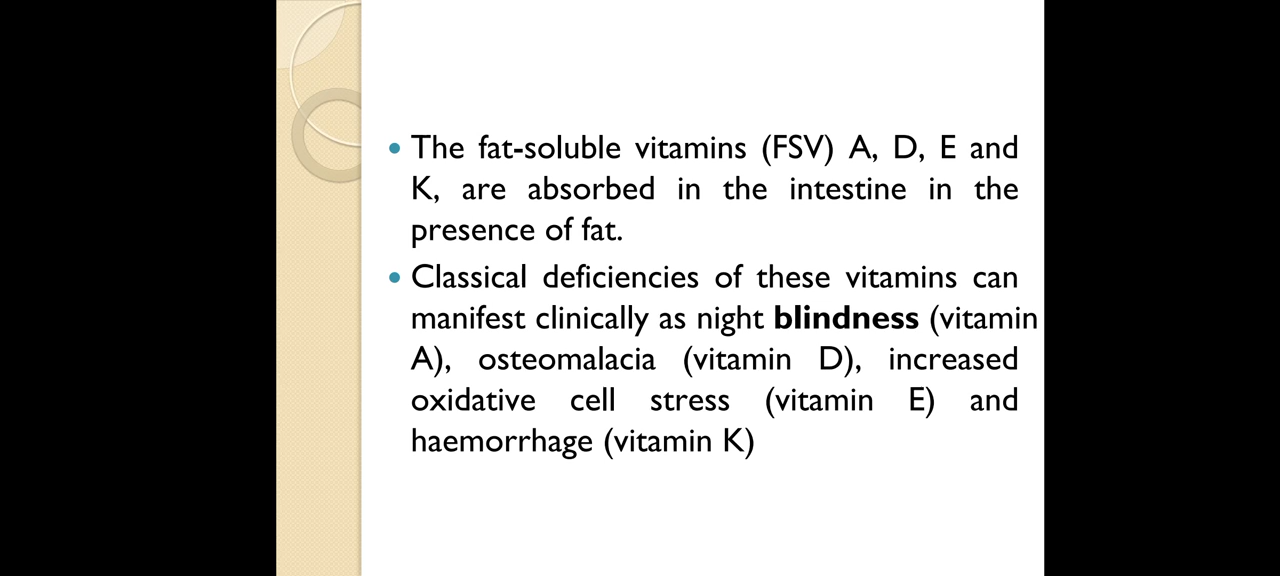 The fat-soluble vitamins (FSV) A, D, E and
K, are absorbed in the intestine in the
presence of fat.
Classical deficiencies of these vitamins can
manifest clinically as night blindness (vitamin
A), osteomalacia (vitamin D), increased
oxidative cell stress (vitamin E) and
haemorrhage (vitamin K)